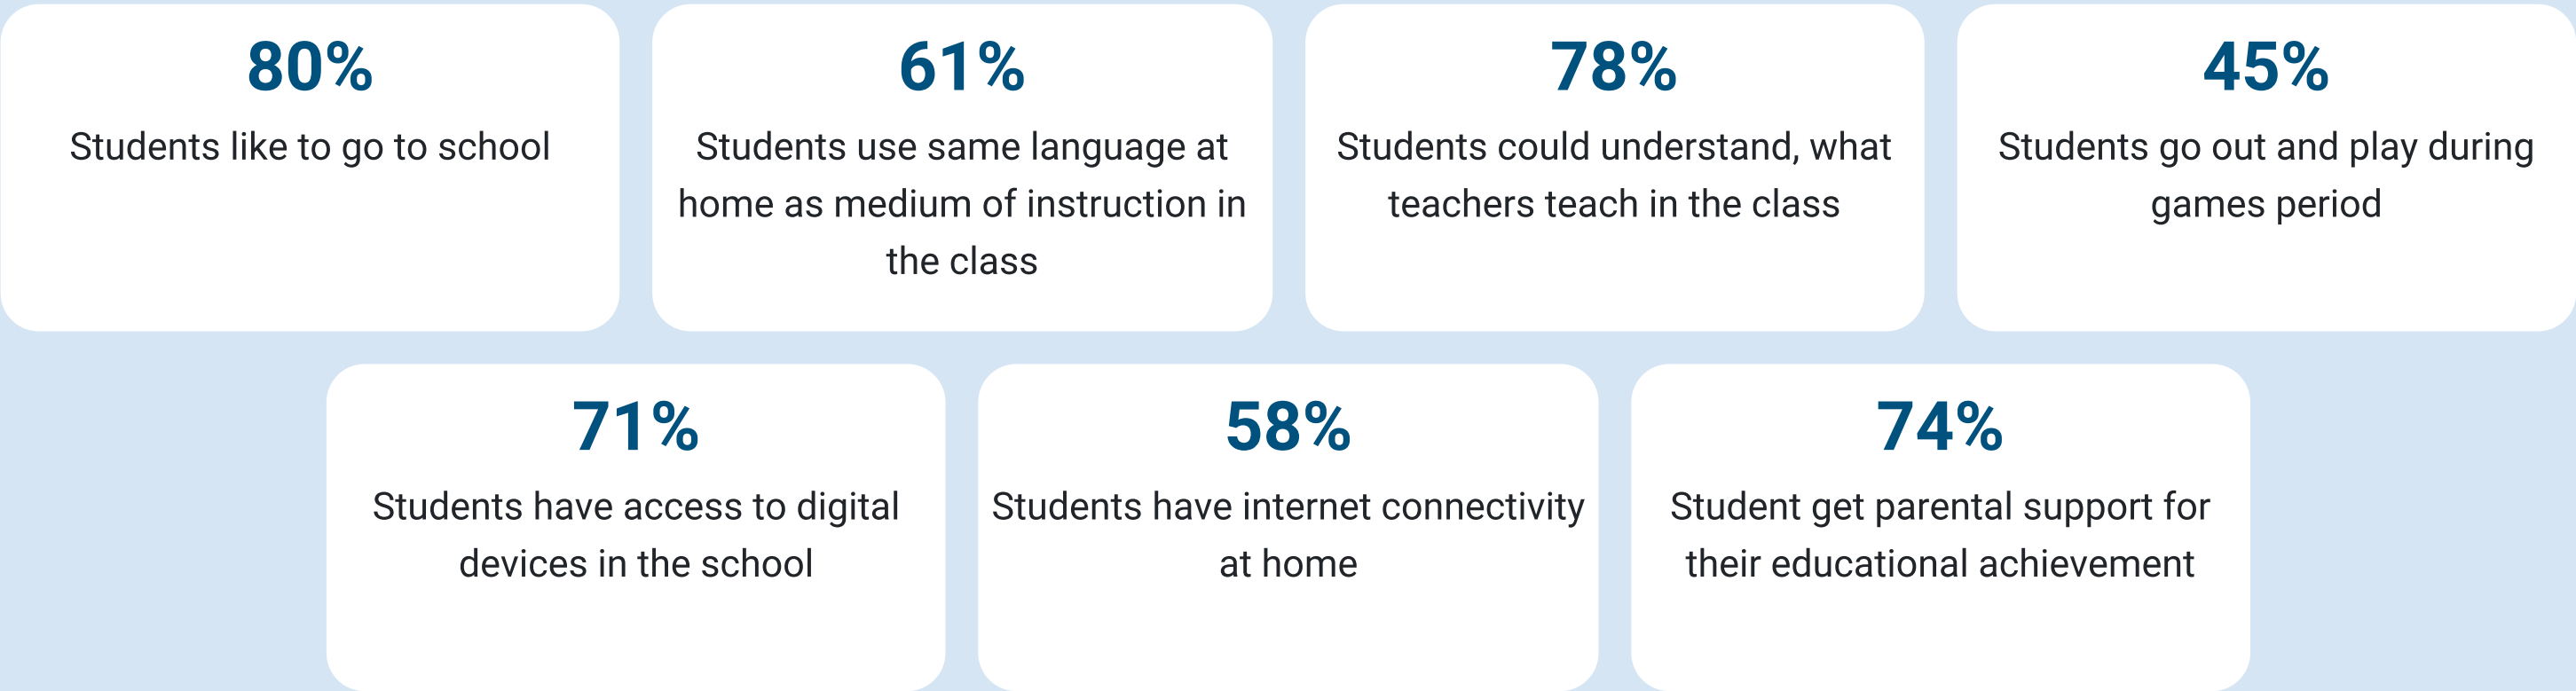 80%
Students like to go to school
61%
Students use same language at
home as medium of instruction in
the class
78%
Students could understand, what
teachers teach in the class
45%
Students go out and play during
games period
71%
Students have access to digital
devices in the school
58%
Students have internet connectivity
at home
74%
Student get parental support for
their educational achievement